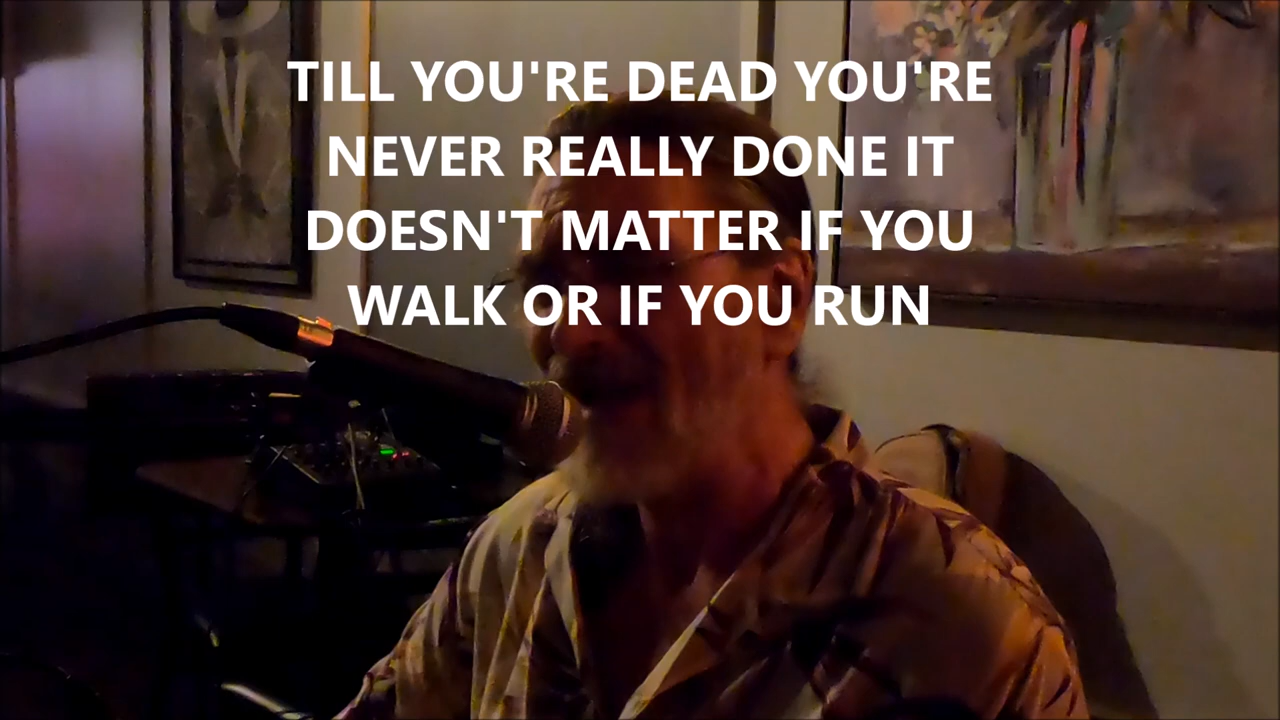 TILL YOU'RE DEAD YOU'RE
NEVER REALLY DONE IT
DOESN'T MATTER IF YOU
WALK OR IF YOU RUN